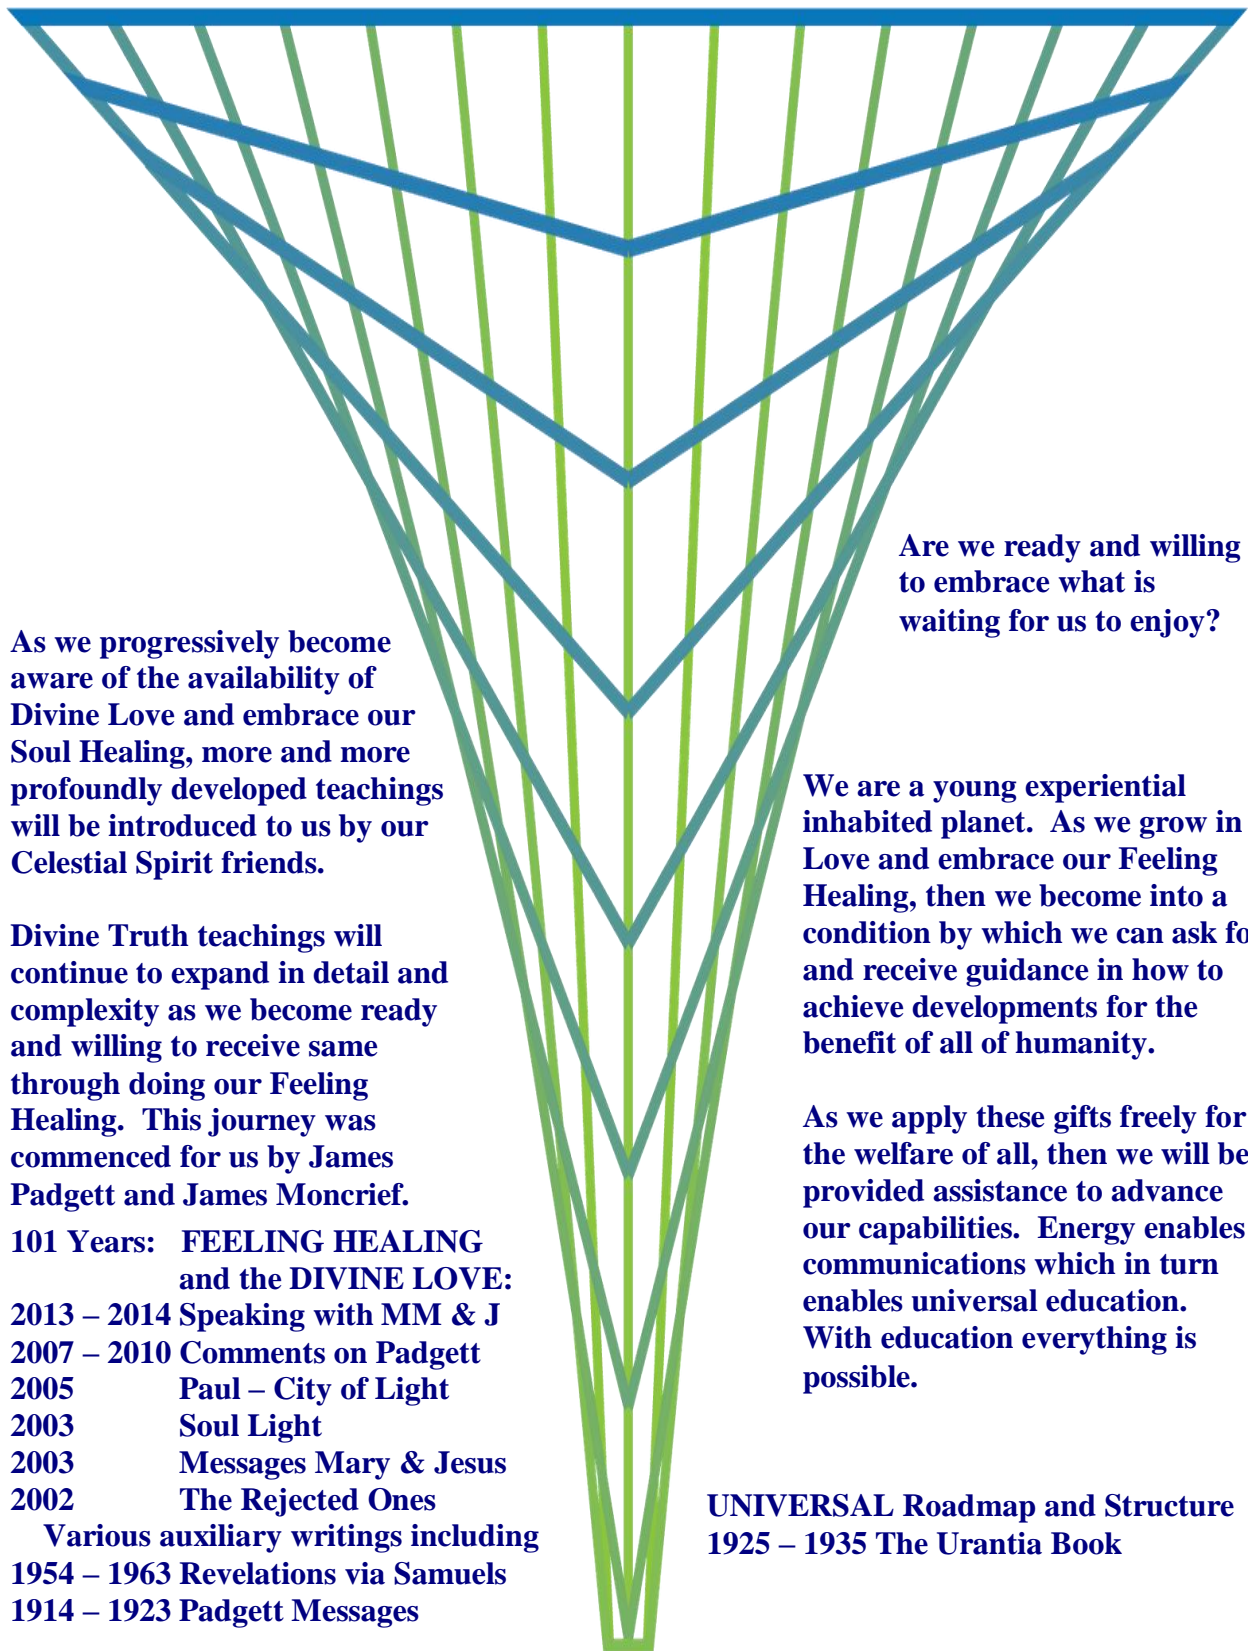 Are we ready and willing
to embrace what is
waiting for us to enjoy?
As we progressively become
aware of the availability of
Divine Love and embrace our
Soul Healing, more and more
profoundly developed teachings
will be introduced to us by our
Celestial Spirit friends.
Divine Truth teachings will
continue to expand in detail and
complexity as we become ready
and willing to receive same
through doing our Feeling
Healing.  This journey was
commenced for us by James
Padgett and James Moncrief.
101 Years:   FEELING HEALING
and the DIVINE LOVE:
2013 – 2014 Speaking with MM & J
2007 – 2010 Comments on Padgett
2005 Paul – City of Light
2003 Soul Light
2003 Messages Mary & Jesus
2002 The Rejected Ones
Various auxiliary writings including
1954 – 1963 Revelations via Samuels
1914 – 1923 Padgett Messages
We are a young experiential
inhabited planet.  As we grow in
Love and embrace our Feeling
Healing, then we become into a
condition by which we can ask fo
and receive guidance in how to
achieve developments for the
benefit of all of humanity.
As we apply these gifts freely for
the welfare of all, then we will be
provided assistance to advance
our capabilities.  Energy enables
communications which in turn
enables universal education.
With education everything is
possible.
UNIVERSAL Roadmap and Structure
1925 – 1935 The Urantia Book